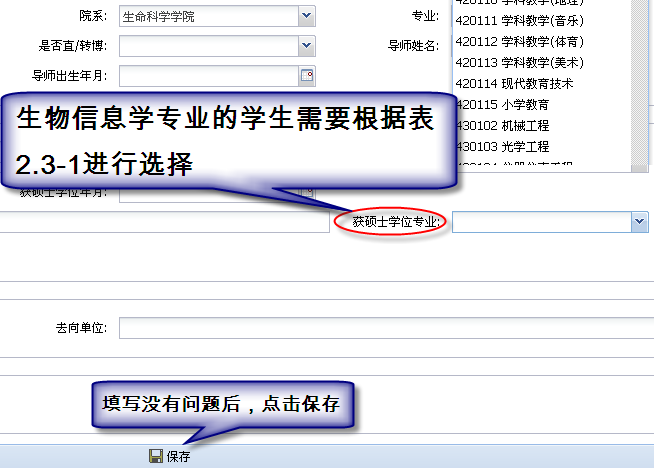 420110 学科教学(地理)
院系: 生命科学学院 专业:
420111 学科教学(音乐)
是否直/转博: 导师姓名:
420112 学科教学(体育)
420113 学科教学(美术)
导师出生年月:
420114 现代教育技术
420115 小学教育
430102 机械工程
430103 光学工程
生物信息学专业的学生需要根据表
2.3-1进行选择
获硕士学位年月:
获硕士学位专业:
去向单位:
填写没有问题后，点击保存
保存